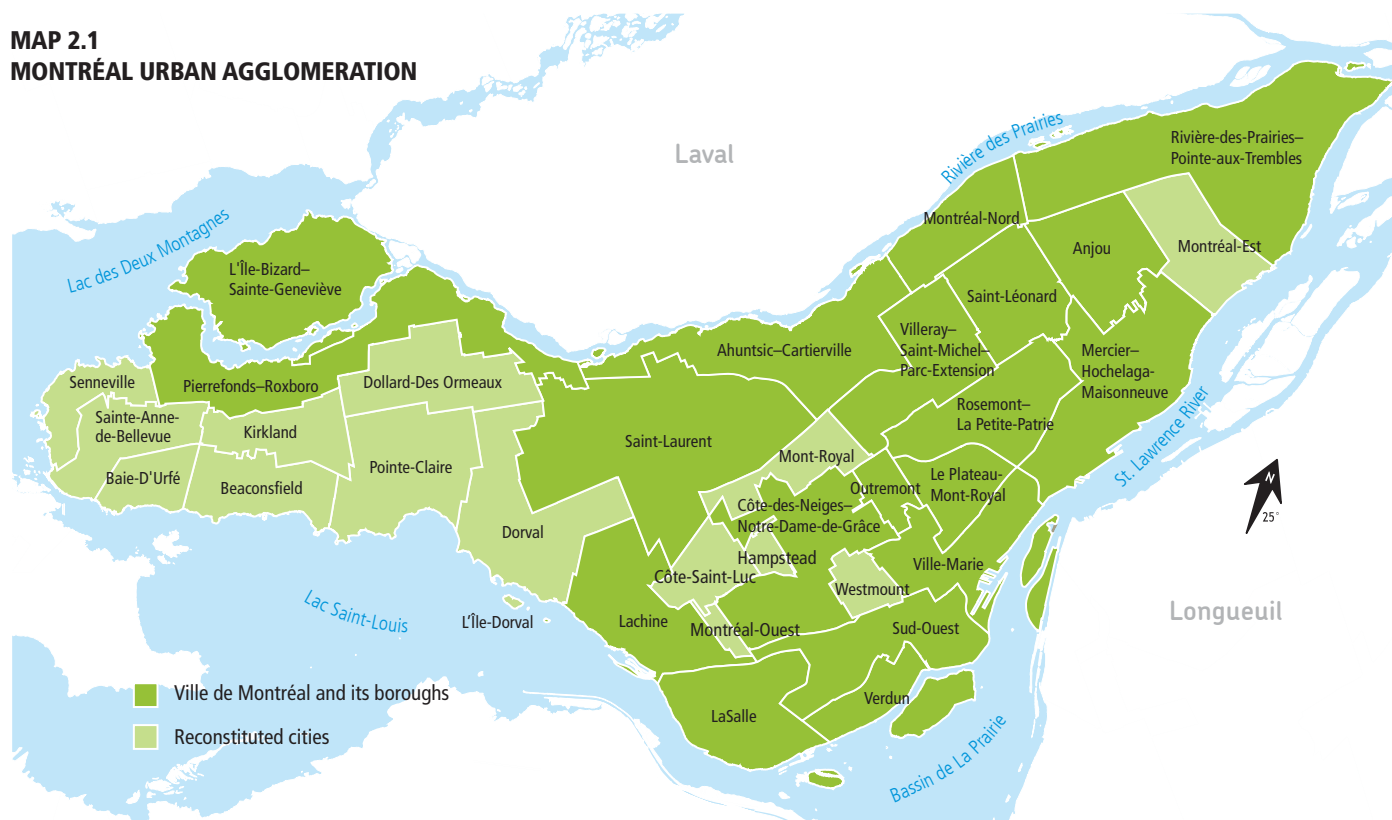 MAP 2.1
MONTRÉAL URBAN AGGLOMERATION
Laval
Rivière des Prairies
Rivière-des-Prairies–
Pointe-aux-Trembles
Lac des Deux Montagnes
Montréal-Nord
Anjou
Montréal-Est
L'Île-Bizard–
Sainte-Geneviève
Saint-Léonard
Villeray–
Saint-Michel–
Parc-Extension
Ahuntsic–Cartierville
Mercier–
Hochelaga-
Maisonneuve
Senneville
Pierrefonds–Roxboro
Dollard-Des Ormeaux
Sainte-Anne-
de-Bellevue
Kirkland
Rosemont–
La Petite-Patrie
Saint-Laurent
Mont-Royal
St. Lawrence River
Baie-D'Urfé
Beaconsfield
Pointe-Claire
Outremont
Le Plateau-
Mont-Royal
Côte-des-Neiges–
Notre-Dame-de-Grâce
N
25°
Dorval
Hampstead
Côte-Saint-Luc
Ville-Marie
Westmount
Lac Saint-Louis
L'Île-Dorval
Lachine
Montréal-Ouest
Sud-Ouest
Longueuil
Ville de Montréal and its boroughs
Verdun
LaSalle
Reconstituted cities
Bassin de La Prairie